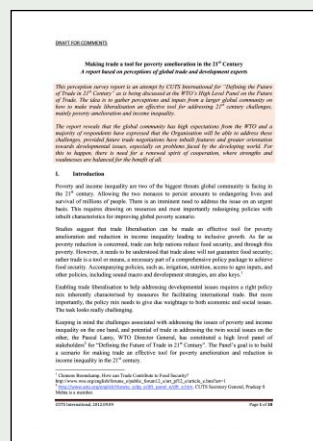 DRAFT FOR COMMENTS
Making trade a tool for poverty amelioration in the 21st Century
A report based on perceptions of global trade and development experts
This perception survey report is an attempt by CUTS International for "Defining the Future
of Trade in 21st Century" as is being discussed at the WTO's High Level Panel on the Future
of Trade. The idea is to gather perceptions and inputs from a larger global community on
how to make trade liberalisation an effective tool for addressing 21st century challenges,
mainly poverty amelioration and income inequality.
The report reveals that the global community has high expectations from the WTO and a
majority of respondents have expressed that the Organisation will be able to address these
challenges, provided future trade negotiations have inbuilt features and greater orientation
towards developmental issues, especially on problems faced by the developing world. For
this to happen, there is need for a renewed spirit of cooperation, where strengths and
weaknesses are balanced for the benefit of all.
I. Introduction
Poverty and income inequality are two of the biggest threats global community is facing in
the 21st century. Allowing the two menaces to persist amounts to endangering lives and
survival of millions of people. There is an imminent need to address the issue on an urgent
basis. This requires drawing on resources and most importantly redesigning policies with
inbuilt characteristics for improving global poverty scenario.
Studies suggest that trade liberalisation can be made an effective tool for poverty
amelioration and reduction in income inequality leading to inclusive growth. As far as
poverty reduction is concerned, trade can help nations reduce food security, and through this
poverty. However, it needs to be understood that trade alone will not guarantee food security;
rather trade is a tool or means, a necessary part of a comprehensive policy package to achieve
food security. Accompanying policies, such as, irrigation, nutrition, access to agro inputs, and
other policies, including sound macro and development strategies, are also keys.1
Enabling trade liberalisation to help addressing developmental issues requires a right policy
mix inherently characterised by measures for facilitating international trade. But more
importantly, the policy mix needs to give due weightage to both economic and social issues.
The task looks really challenging.
Keeping in mind the challenges associated with the addressing the issues of poverty and income
inequality on the one hand, and potential of trade in addressing the twin social issues on the
other, the Pascal Lamy, WTO Director General, has constituted a high level panel of
stakeholders2 for "Defining the Future of Trade in 21st Century". The Panel's goal is to build
a scenario for making trade an effective tool for poverty amelioration and reduction in
income inequality in the 21st century.
1 Clemens Boonekamp, How can Trade Contribute to Food Security?
CUTS Secretary General, Pradeep S
Mehta is a member.
CUTS International, 2012.09.09